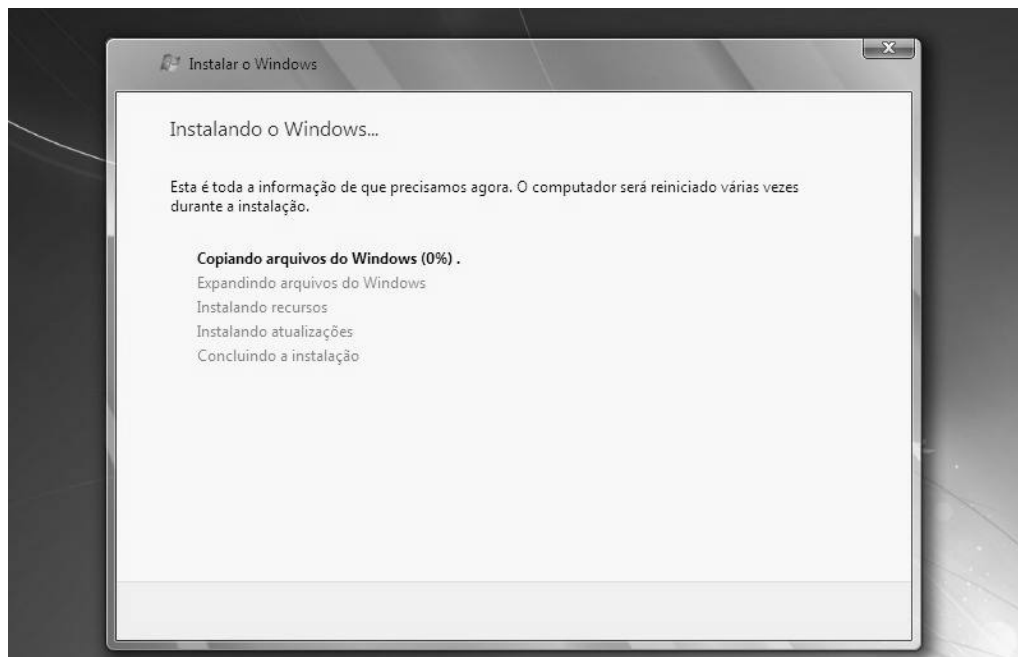 Instalar o Windows
Instalando o Windows...
Esta é toda a informação de que precisamos agora. O computador será reiniciado várias vezes
durante a instalação.
Copiando arquivos do Windows (0%) .
Expandindo arquivos do Windows
Instalando recursos
Instalando atualizações
Concluindo a instalação